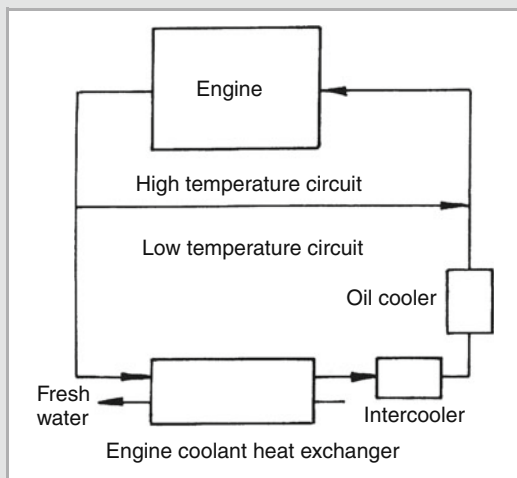 Engine
High temperature circuit
Low temperature circuit
Oil cooler
Fresh
water
Intercooler
Engine coolant heat exchanger